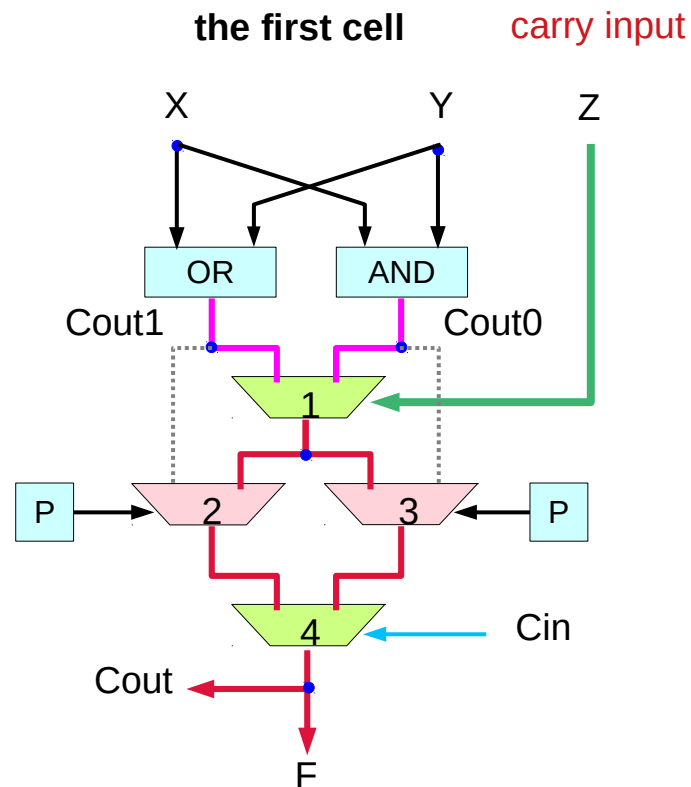 the first cell
carry input
X
Y
Z
OR
AND
Cout1
Cout0
1
P
2
3
P
4
Cin
Cout
F